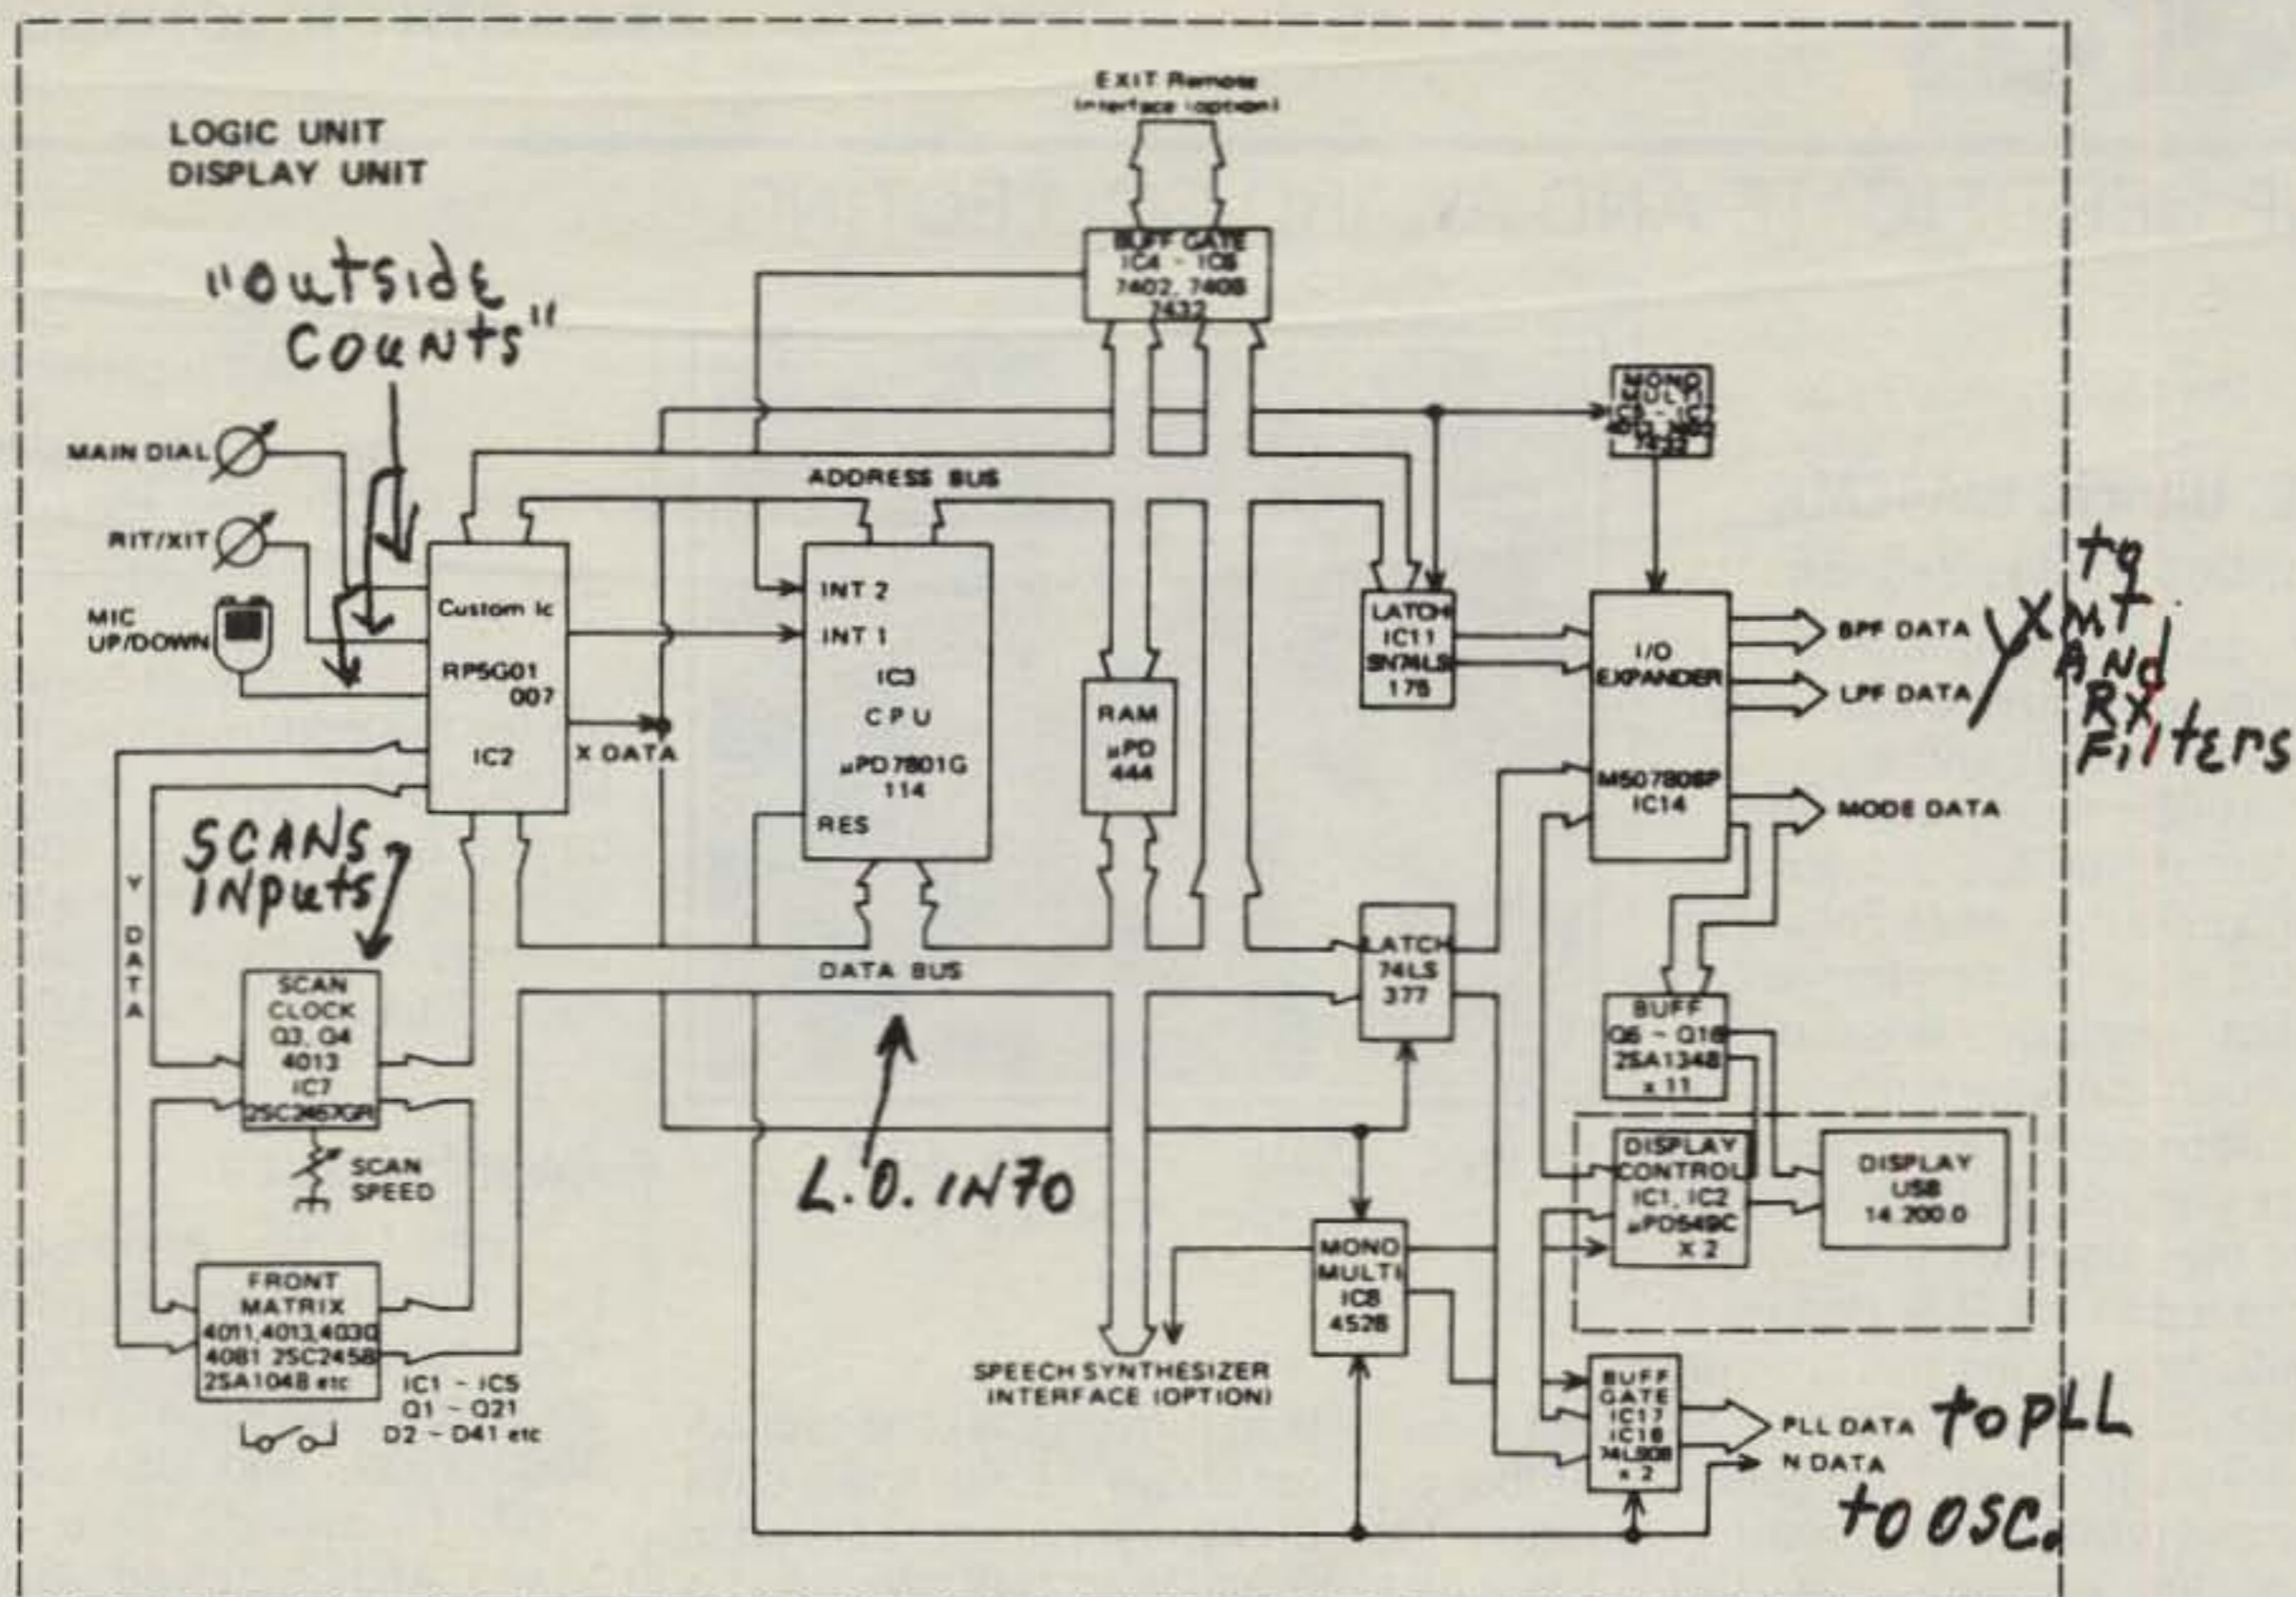 EXIT Remote
Interface (option)
LOGIC UNIT
DISPLAY UNIT
"Outside
Counts"
BUFF GATE
IC4 - IC6
7402, 7408
7432
MONO
MULTI
7432
MAIN DIAL
RIT/XIT
MIC
UP/DOWN
ADDRESS BUS
Custom Ic
RP5G01
007
IC2
X DATA
INT 2
INT 1
IC3
CPU
µPD7801G
114
RES
RAM
µPD
444
LATCH
IC11
SN74LS
175
I/O
EXPANDER
M50780SP
IC14
BPF DATA
LPF DATA
MODE DATA
to
XMT
ANd
RX
Filters
Y DATA
SCANS
INputs
SCAN
CLOCK
Q3, Q4
4013
IC7
SCAN
SPEED
DATA BUS
L.O. INFO
LATCH
74LS
377
BUFF
2SA1348
x 11
DISPLAY
CONTROL
IC1, IC2
µPD549C
X 2
DISPLAY
USB
14.200.0
FRONT
MATRIX
4011,4013,4030
4081 2SC2458
2SA1048 etc
IC1 ~ IC5
Q1 ~ Q21
D2 ~ D41 etc
MONO
MULTI
IC8
4528
SPEECH SYNTHESIZER
INTERFACE (OPTION)
BUFF
GATE
IC17
x 2
PLL DATA
to pLL
N DATA
to OSC.